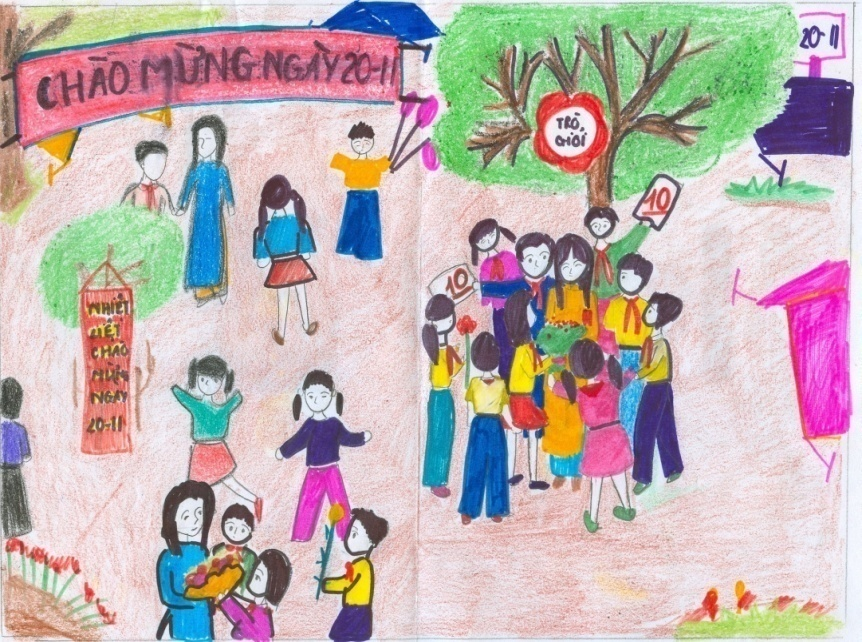 CHÀO MỪNG NGÀY 20-11
20-11
TRÒ
GIỎI
10
10
NHIỆT
LIỆT
CHÀO
MỪNG
NGÀY
20-11